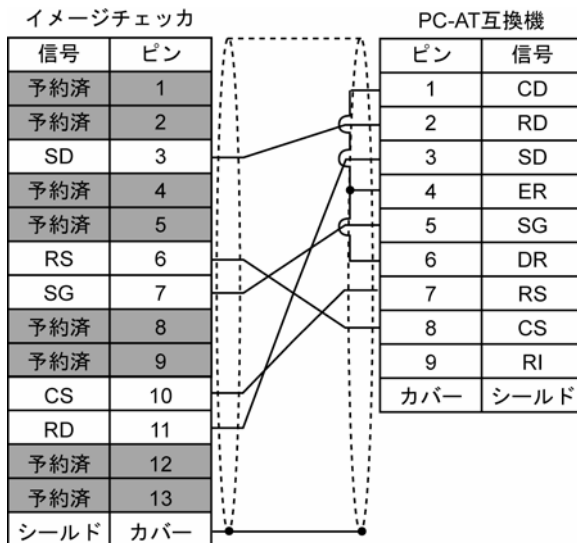 イメージチェッカ
信号 ピン
予約済 1
予約済 2
SD 3
予約済 4
予約済 5
RS 6
SG 7
予約済 8
予約済 9
CS 10
RD 11
予約済 12
予約済 13
シールド カバー
PC-AT互換機
ピン 信号
1 CD
2 RD
3 SD
4 ER
5 SG
6 DR
7 RS
8 CS
9 RI
カバー シールド